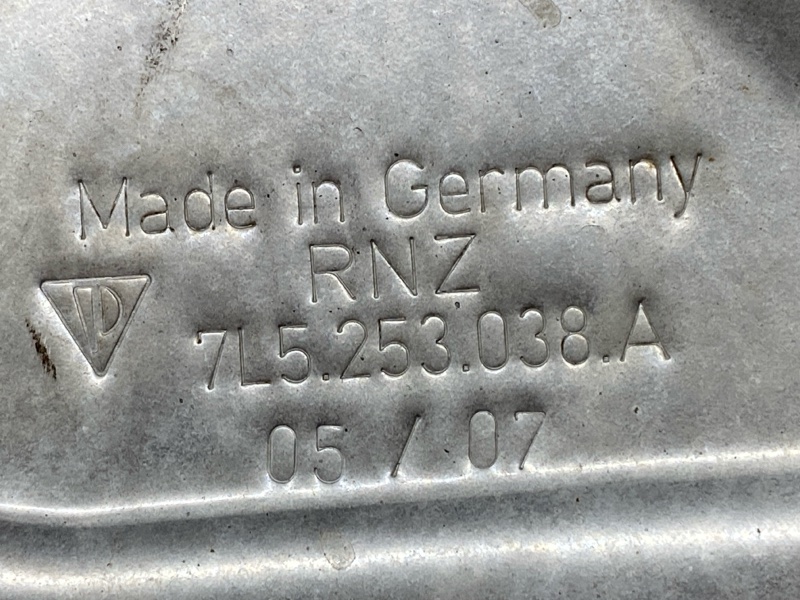 Made in Germany
RNZ
7L5.253.038.A
05 / 07